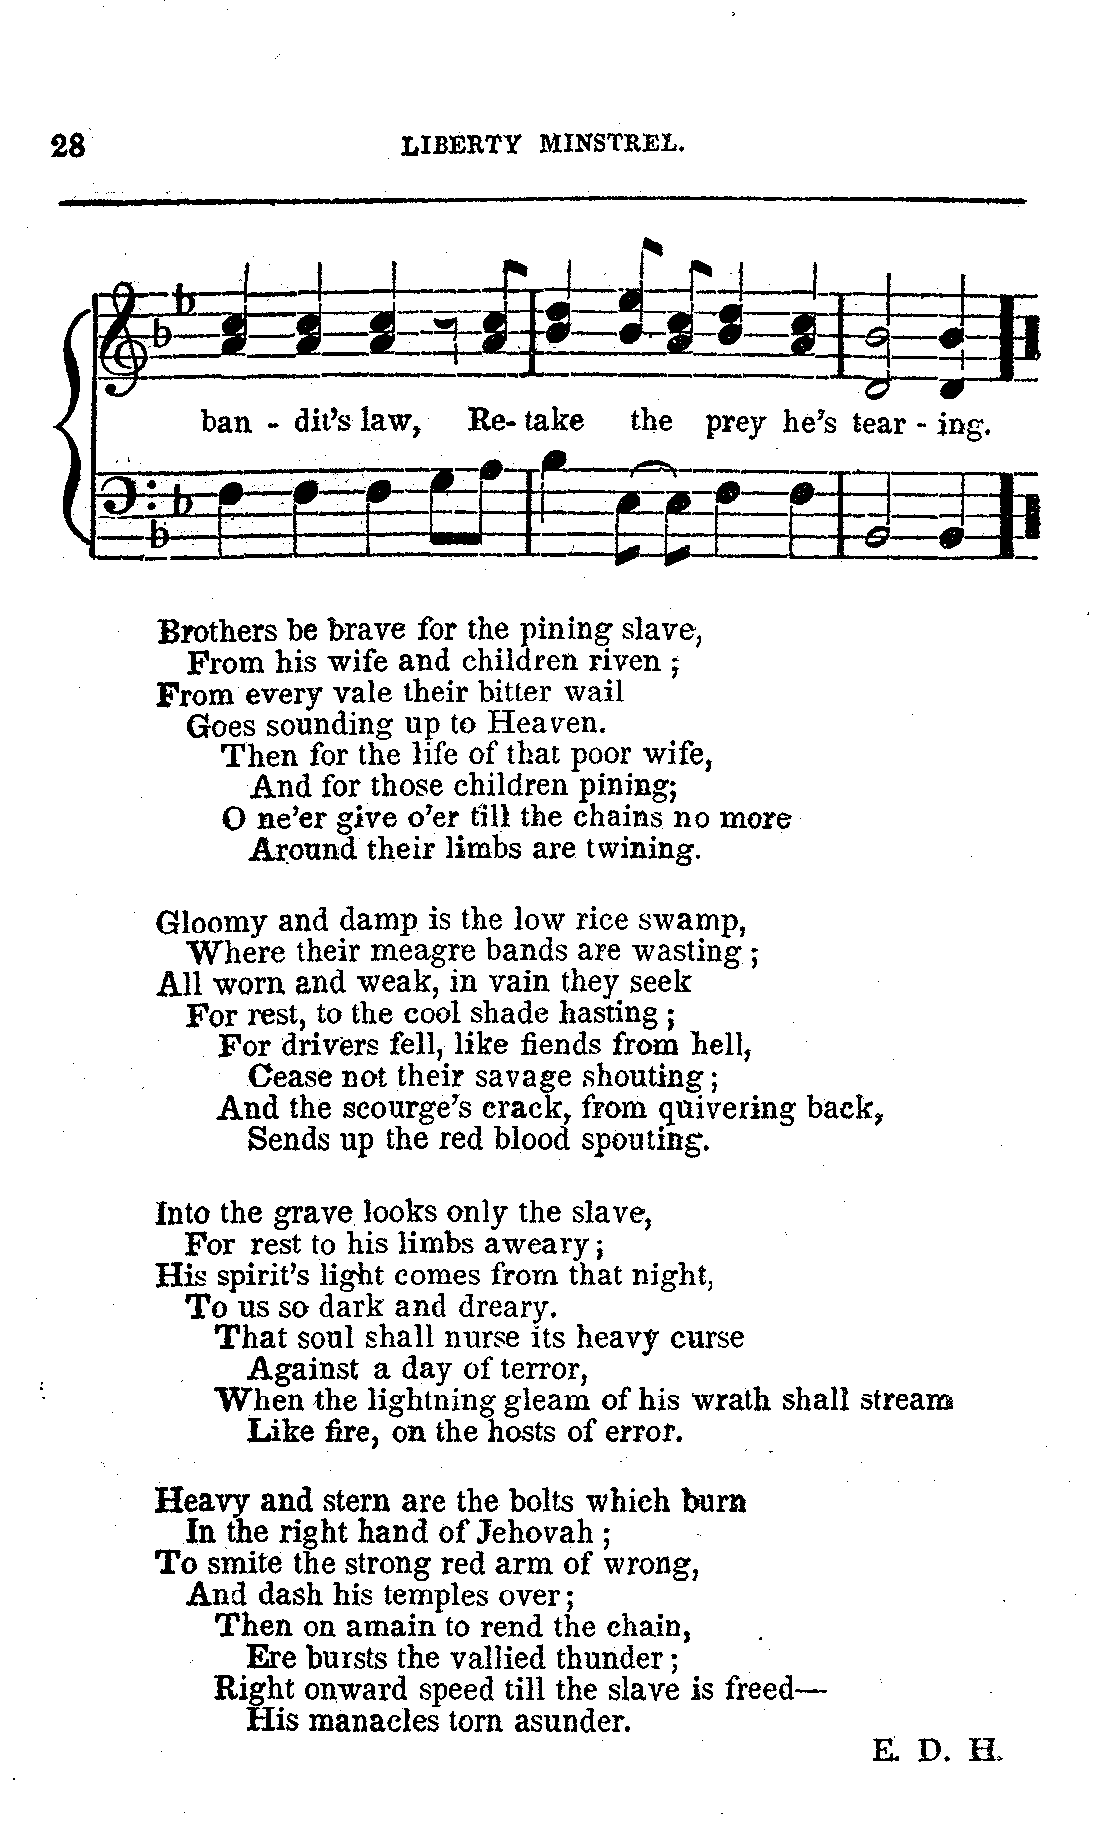 28 LIBERTY MINSTREL.
ban - dit's law, Re- take the prey he's tear - ing.
Brothers be brave for the pining slave,
From his wife and children riven ;
From every vale their bitter wail
Goes sounding up to Heaven.
Then for the life of that poor wife,
And for those children pining;
O ne'er give o'er till the chains no more
Around their limbs are twining.
Gloomy and damp is the low rice swamp,
Where their meagre bands are wasting ;
All worn and weak, in vain they seek
For rest, to the cool shade hasting ;
For drivers fell, like fiends from hell,
Cease not their savage shouting ;
And the scourge's crack, from quivering back,
Sends up the red blood spouting.
Into the grave looks only the slave,
For rest to his limbs aweary ;
His spirit's light comes from that night,
To us so dark and dreary.
That soul shall nurse its heavy curse
Against a day of terror,
When the lightning gleam of his wrath shall stream
Like fire, on the hosts of error.
Heavy and stern are the bolts which burn
In the right hand of Jehovah ;
To smite the strong red arm of wrong,
And dash his temples over ;
Then on amain to rend the chain,
Ere bursts the vallied thunder ;
Right onward speed till the slave is freed—
His manacles torn asunder.
E. D. H.